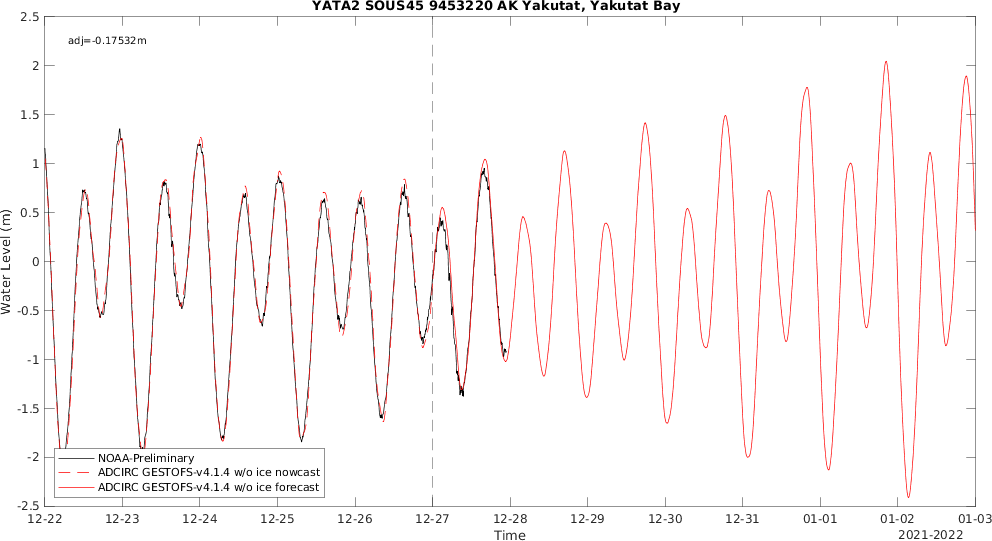 YATA2 SOUS45 9453220 AK Yakutat, Yakutat Bay
adj=-0.17532m
2.5
2
1.5
1
0.5
0
-0.5
-1
-1.5
-2
-2.5
Water Level (m)
NOAA-Preliminary
ADCIRC GESTOFS-v4.1.4 w/o ice nowcast
ADCIRC GESTOFS-v4.1.4 w/o ice forecast
12-22 12-23 12-24 12-25 12-26 12-27 12-28 12-29 12-30 12-31 01-01 01-02 01-03
Time
2021-2022